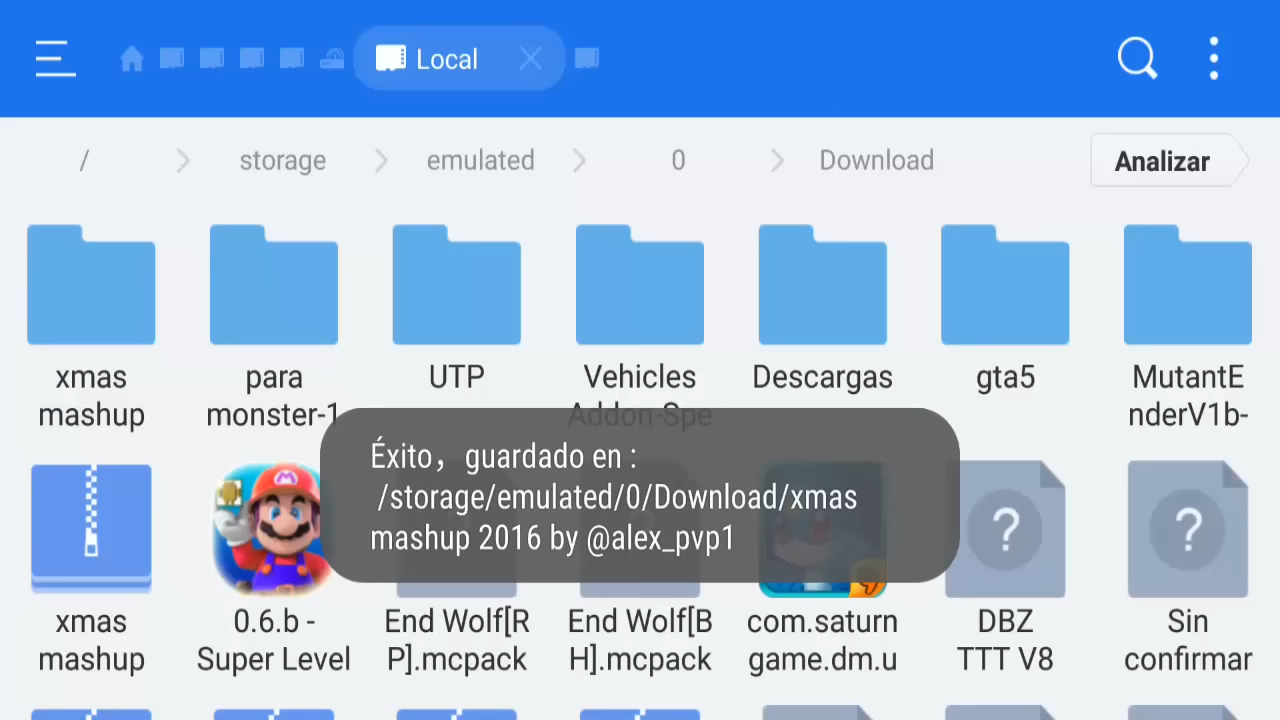 Local
/
storage
emulated
0
Download
Analizar
xmas
mashup
para
monster-1
UTP
Vehicles
Addon-Spe
Descargas
gta5
MutantE
nderV1b-
Éxito，guardado en :
/storage/emulated/0/Download/xmas
mashup 2016 by @alex_pvp1
xmas
mashup
0.6.b -
Super Level
End Wolf[R
P].mcpack
End Wolf[B
H].mcpack
com.saturn
game.dm.u
DBZ
TTT V8
Sin
confirmar